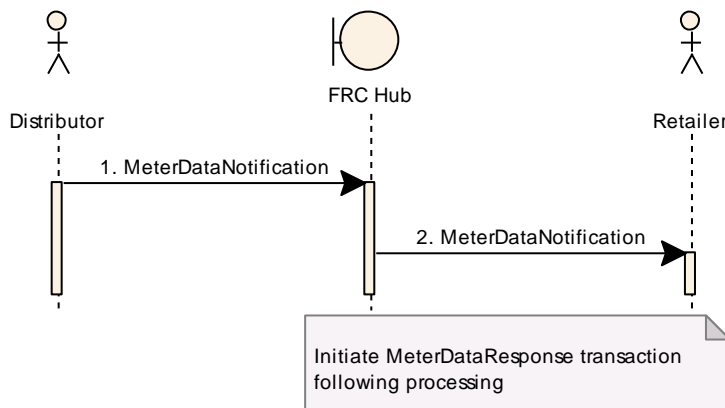 FRC Hub
Distributor
Retailer
1. MeterDataNotification
2. MeterDataNotification
Initiate MeterDataResponse transaction
following processing